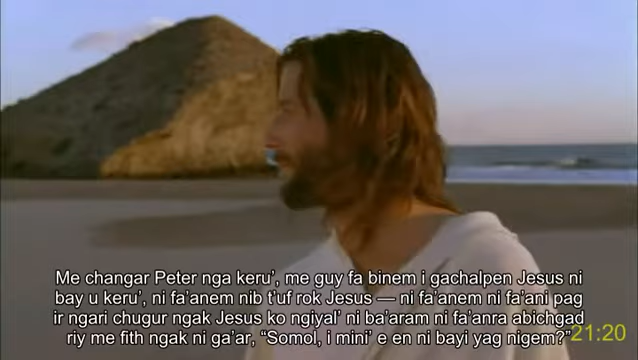 Me changar Peter nga keru', me guy fa binem i gachalpen Jesus ni
bay u keru', ni fa'anem nib t'uf rok Jesus — ni fa'anem ni fa'ani pag
ir ngari chugur ngak Jesus ko ngiyal' ni ba'aram ni fa'anra abichgad
riy me fith ngak ni ga'ar, “Somol, i mini' e en ni bayi yag nigem?”
21:20